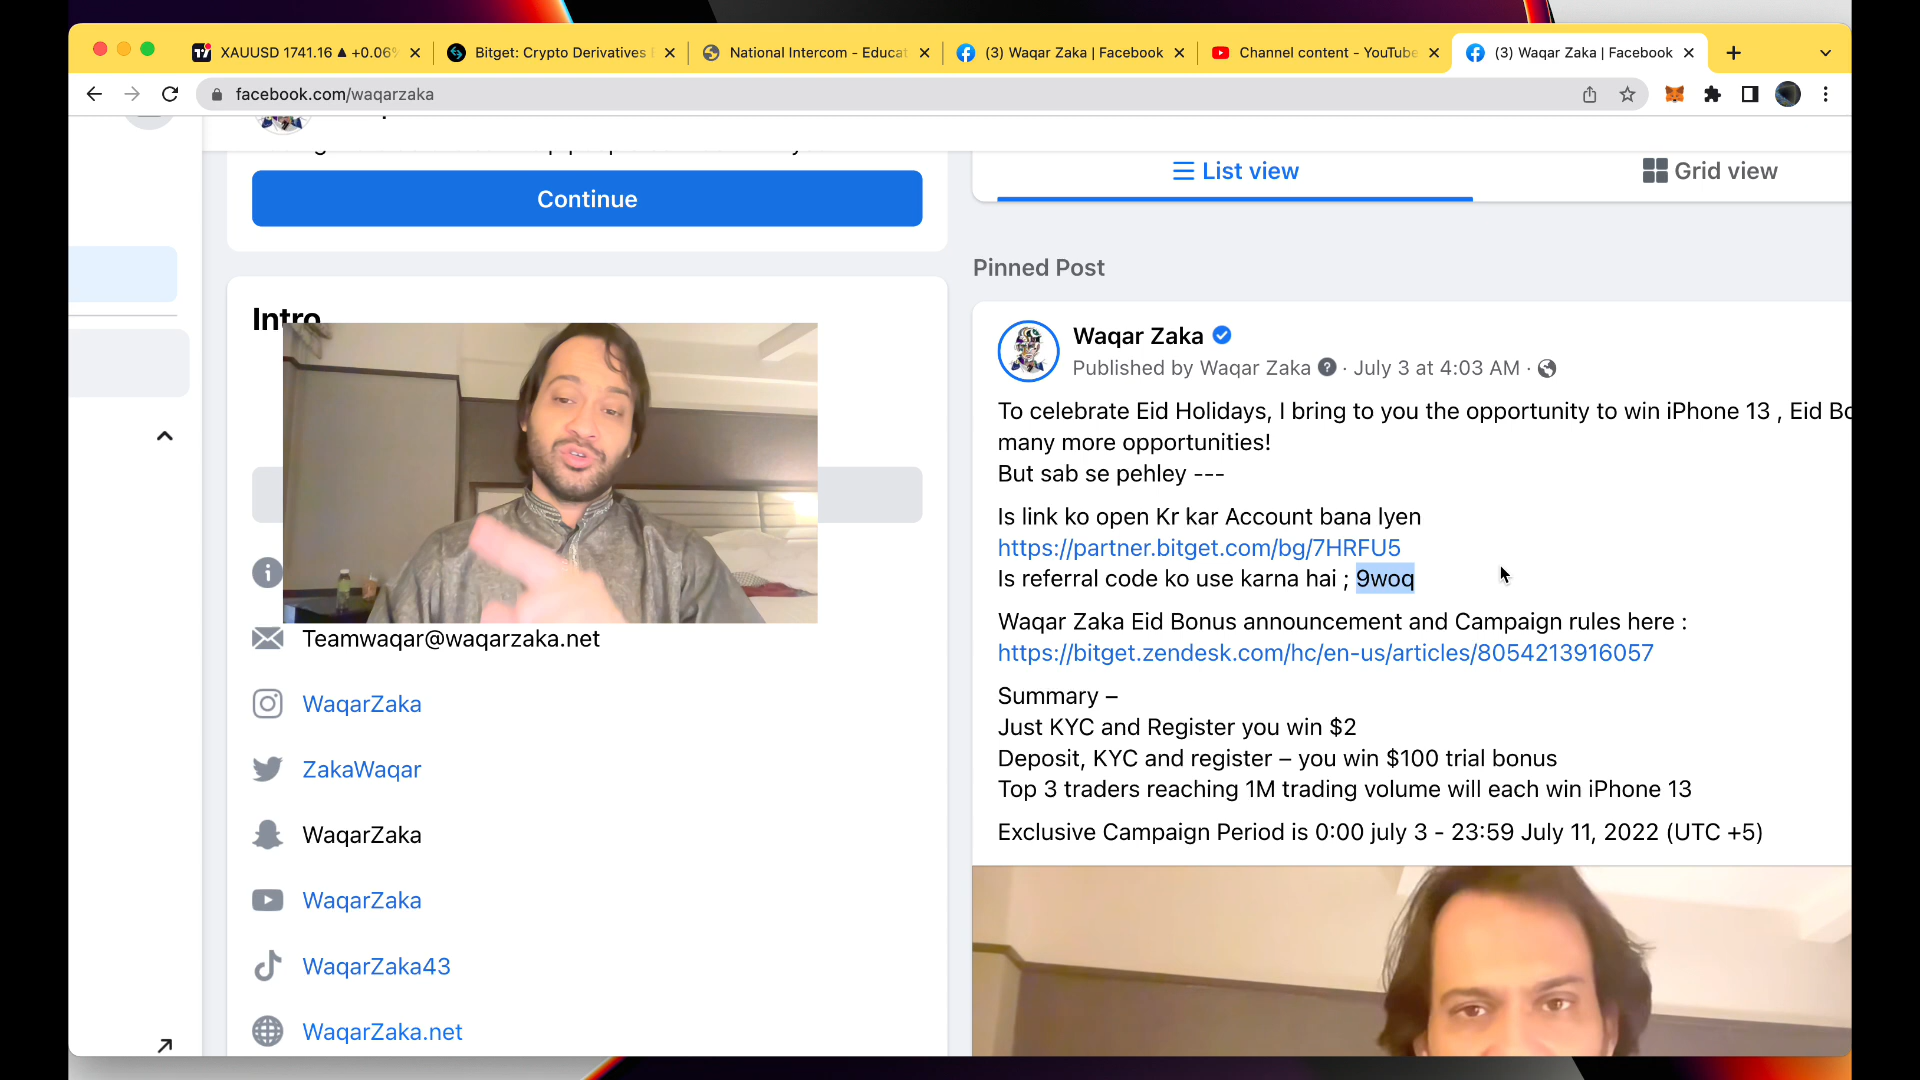 XAUUSD 1741.16 ▲ +0.06%
Bitget: Crypto Derivatives
National Intercom - Educat
(3) Waqar Zaka | Facebook
Channel content - YouTube
(3) Waqar Zaka | Facebook
facebook.com/waqarzaka
Continue
List view
Grid view
Pinned Post
Intro
Waqar Zaka
Published by Waqar Zaka · July 3 at 4:03 AM ·
To celebrate Eid Holidays, I bring to you the opportunity to win iPhone 13 , Eid Bo
many more opportunities!
But sab se pehley ---
Is link ko open Kr kar Account bana lyen
https://partner.bitget.com/bg/7HRFU5
Is referral code ko use karna hai ; 9woq
Waqar Zaka Eid Bonus announcement and Campaign rules here :
https://bitget.zendesk.com/hc/en-us/articles/8054213916057
Summary –
Just KYC and Register you win $2
Deposit, KYC and register – you win $100 trial bonus
Top 3 traders reaching 1M trading volume will each win iPhone 13
Exclusive Campaign Period is 0:00 july 3 - 23:59 July 11, 2022 (UTC +5)
Teamwaqar@waqarzaka.net
WaqarZaka
ZakaWaqar
WaqarZaka
WaqarZaka
WaqarZaka43
WaqarZaka.net